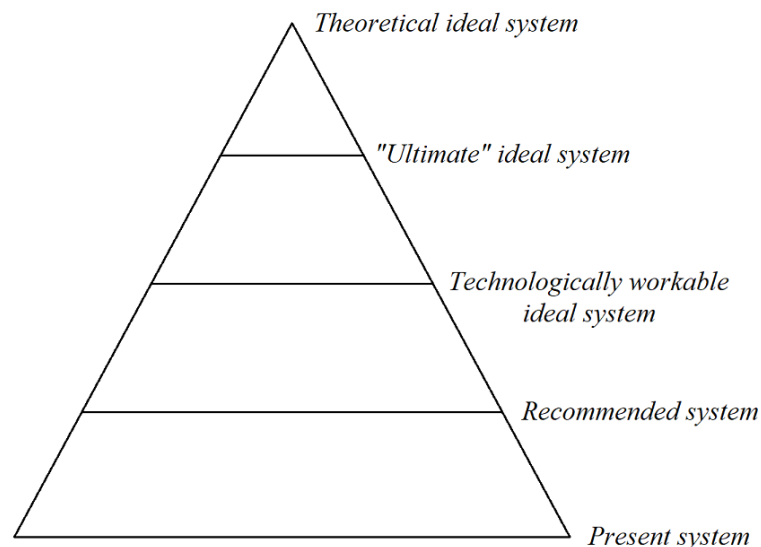 Theoretical ideal system
"Ultimate" ideal system
Technologically workable
ideal system
Recommended system
Present system